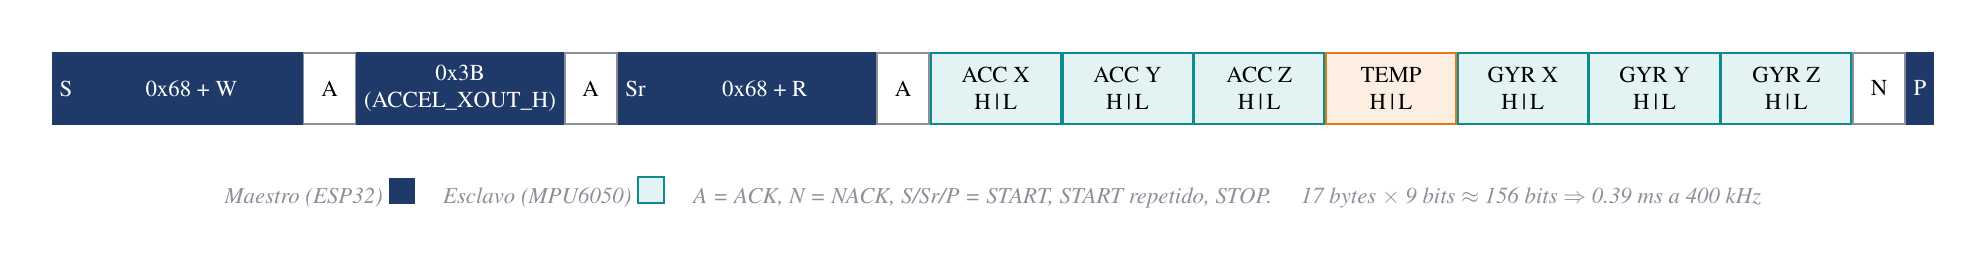 S 0x68 + W A 0x3B (ACCEL_XOUT_H) A Sr 0x68 + R A ACC X H|L ACC Y H|L ACC Z H|L TEMP H|L GYR X H|L GYR Y H|L GYR Z H|L N P
Maestro (ESP32) Esclavo (MPU6050) A = ACK, N = NACK, S/Sr/P = START, START repetido, STOP. 17 bytes × 9 bits ≈ 156 bits ⇒ 0.39 ms a 400 kHz